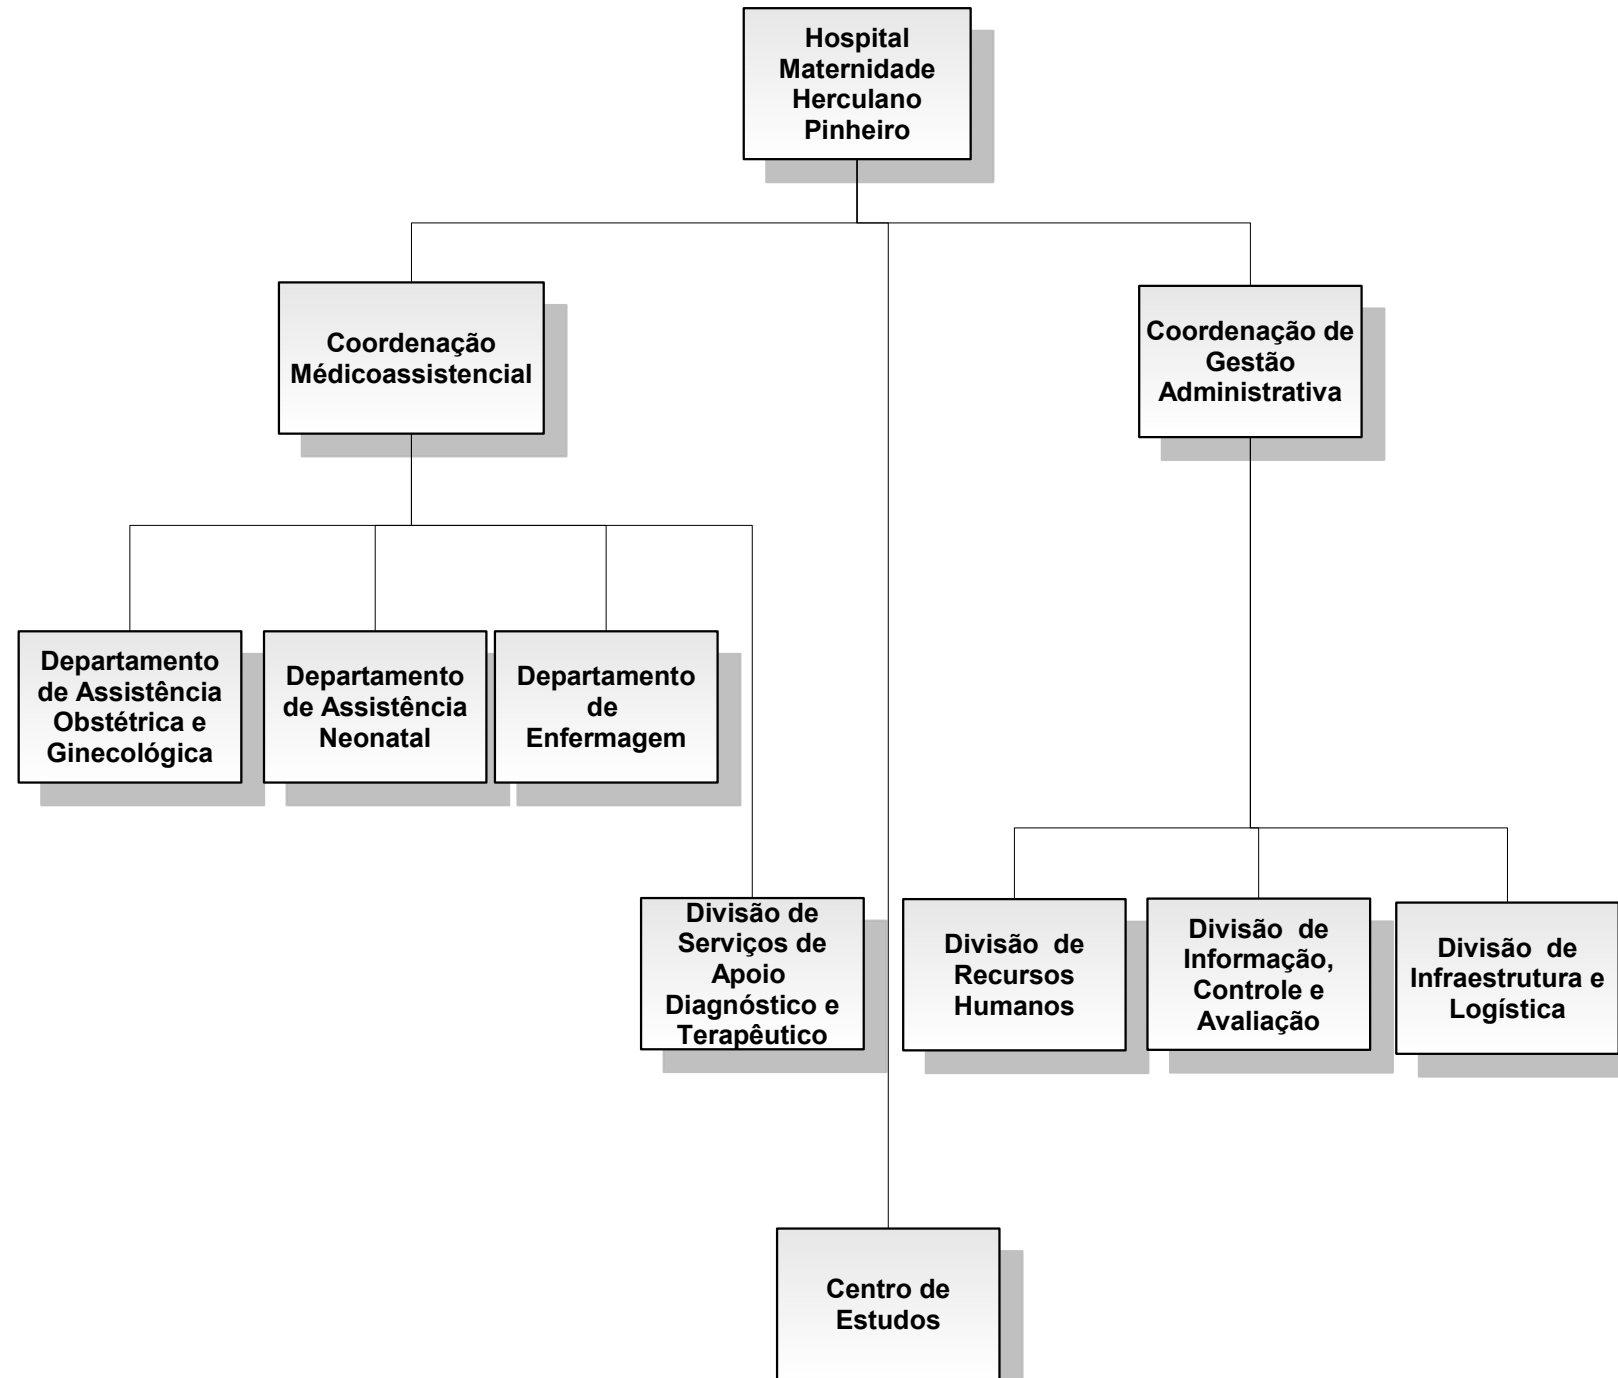 Hospital
Maternidade
Herculano
Pinheiro
Coordenação
Médicoassistencial
Coordenação de
Gestão
Administrativa
Departamento
de Assistência
Obstétrica e
Ginecológica
Departamento
de Assistência
Neonatal
Departamento
de
Enfermagem
Divisão de
Serviços de
Apoio
Diagnóstico e
Terapêutico
Divisão  de
Recursos
Humanos
Divisão  de
Informação,
Controle e
Avaliação
Divisão  de
Infraestrutura e
Logística
Centro de
Estudos